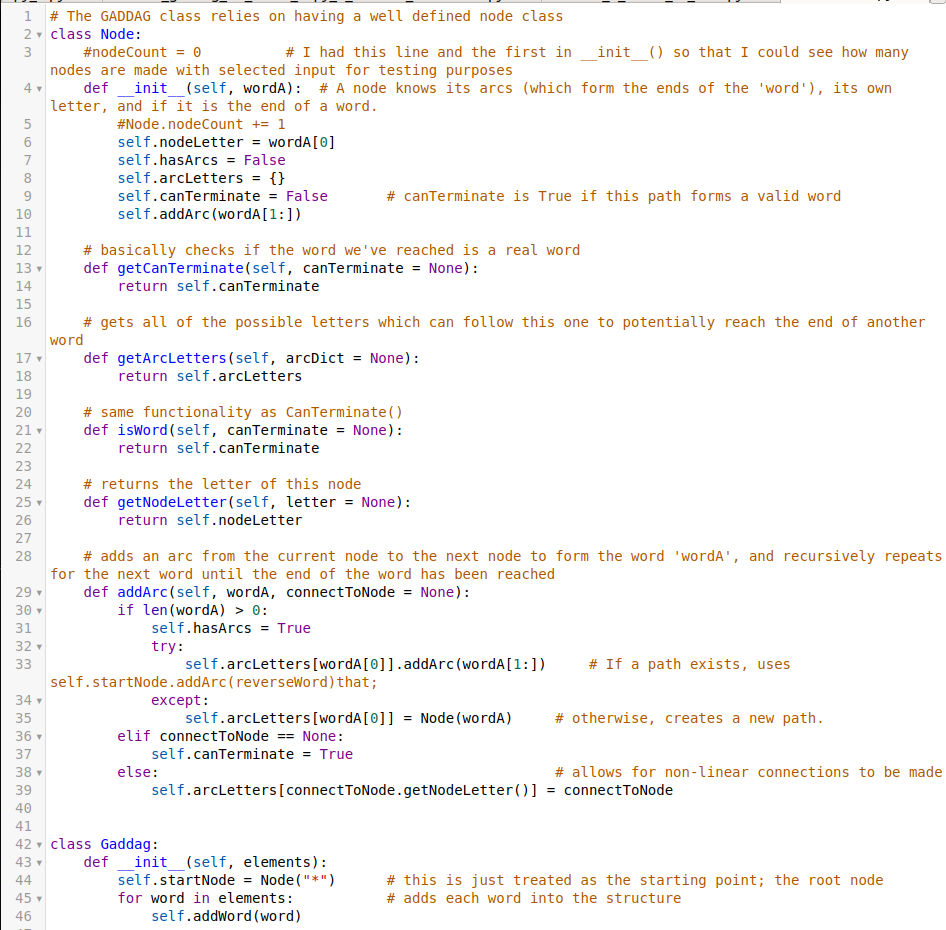 1 # The GADDAG class relies on having a well defined node class
2 class Node:
3     #nodeCount = 0          # I had this line and the first in __init__() so that I could see how many
nodes are made with selected input for testing purposes
4     def __init__(self, wordA):  # A node knows its arcs (which form the ends of the 'word'), its own
letter, and if it is the end of a word.
5         #Node.nodeCount += 1
6         self.nodeLetter = wordA[0]
7         self.hasArcs = False
8         self.arcLetters = {}
9         self.canTerminate = False       # canTerminate is True if this path forms a valid word
10         self.addArc(wordA[1:])
11
12     # basically checks if the word we've reached is a real word
13     def getCanTerminate(self, canTerminate = None):
14         return self.canTerminate
15
16     # gets all of the possible letters which can follow this one to potentially reach the end of another
word
17     def getArcLetters(self, arcDict = None):
18         return self.arcLetters
19
20     # same functionality as CanTerminate()
21     def isWord(self, canTerminate = None):
22         return self.canTerminate
23
24     # returns the letter of this node
25     def getNodeLetter(self, letter = None):
26         return self.nodeLetter
27
28     # adds an arc from the current node to the next node to form the word 'wordA', and recursively repeats
for the next word until the end of the word has been reached
29     def addArc(self, wordA, connectToNode = None):
30         if len(wordA) > 0:
31             self.hasArcs = True
32             try:
33                 self.arcLetters[wordA[0]].addArc(wordA[1:])     # If a path exists, uses
self.startNode.addArc(reverseWord)that;
34             except:
35                 self.arcLetters[wordA[0]] = Node(wordA)     # otherwise, creates a new path.
36         elif connectToNode == None:
37             self.canTerminate = True
38         else:                                               # allows for non-linear connections to be made
39             self.arcLetters[connectToNode.getNodeLetter()] = connectToNode
40
41
42 class Gaddag:
43     def __init__(self, elements):
44         self.startNode = Node("*")      # this is just treated as the starting point; the root node
45         for word in elements:           # adds each word into the structure
46             self.addWord(word)